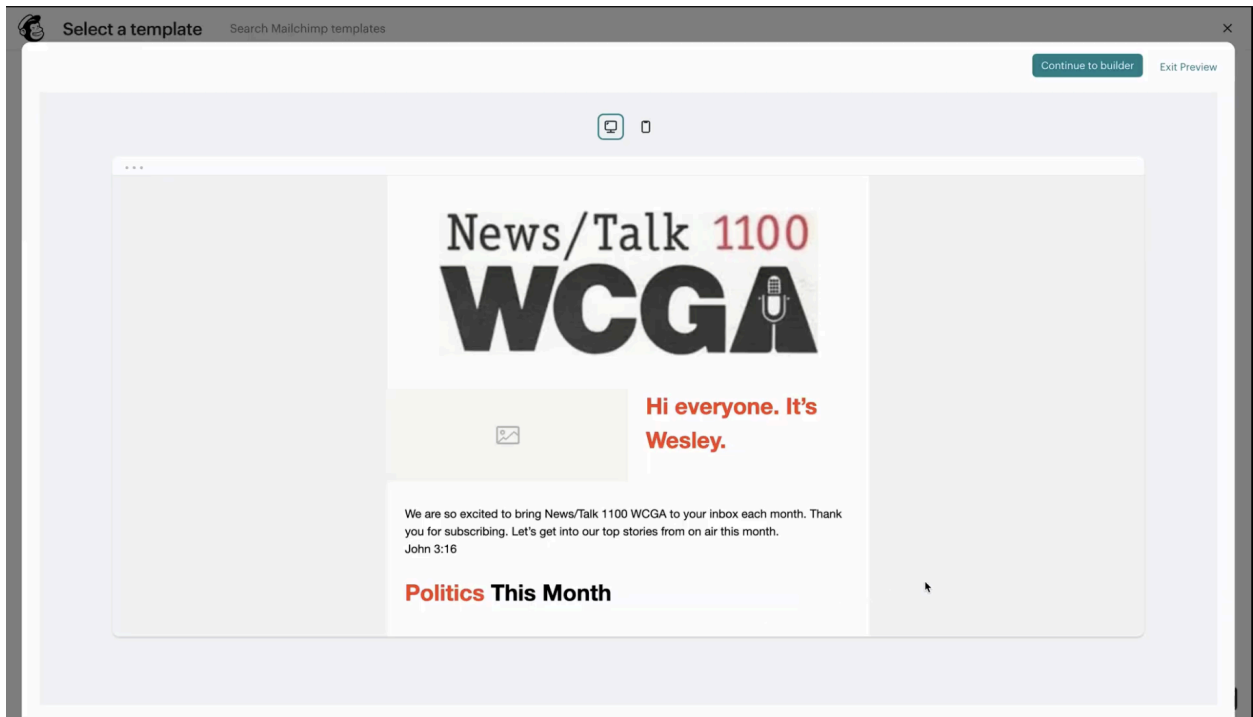 Select a template
Search Mailchimp templates
Continue to builder
Exit Preview
News/Talk 1100
WCGA
Hi everyone. It’s
Wesley.
We are so excited to bring News/Talk 1100 WCGA to your inbox each month. Thank
you for subscribing. Let’s get into our top stories from on air this month.
John 3:16
Politics This Month